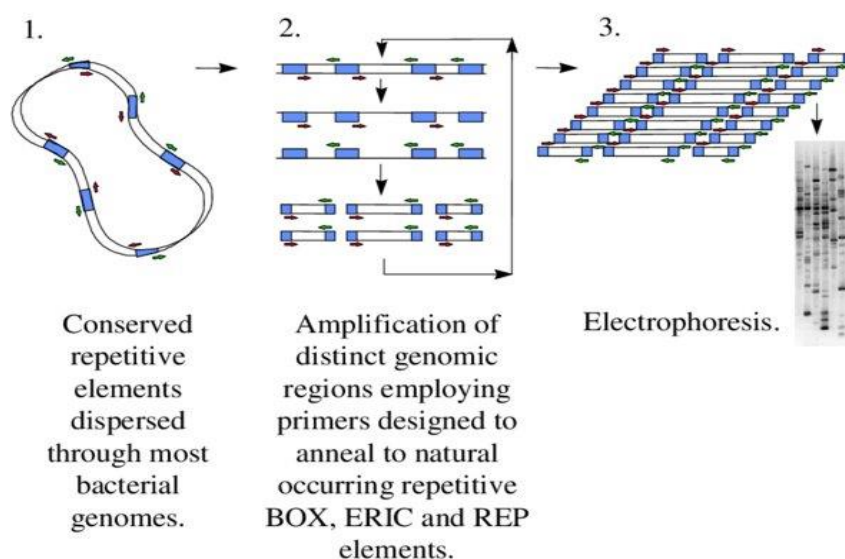 1.
2.
3.
Conserved
repetitive
elements
dispersed
through most
bacterial
genomes.
Amplification of
distinct genomic
regions employing
primers designed to
anneal to natural
occurring repetitive
BOX, ERIC and REP
elements.
Electrophoresis.